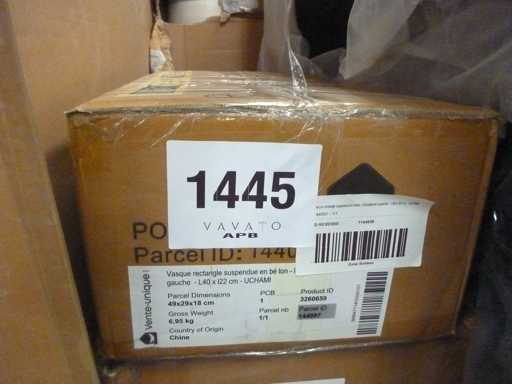 1445
VAVATO
APB
PO
Parcel ID: 1440
Vente-unique
Vasque rectangle suspendue en bé ton -
gauche - L40 x l22 cm - UCHAMI
Parcel Dimensions
49x29x18 cm
PCB
1
Product ID
3260659
Gross Weight
6,95 kg
Parcel nb
1/1
Parcel ID
Country of Origin
Chine